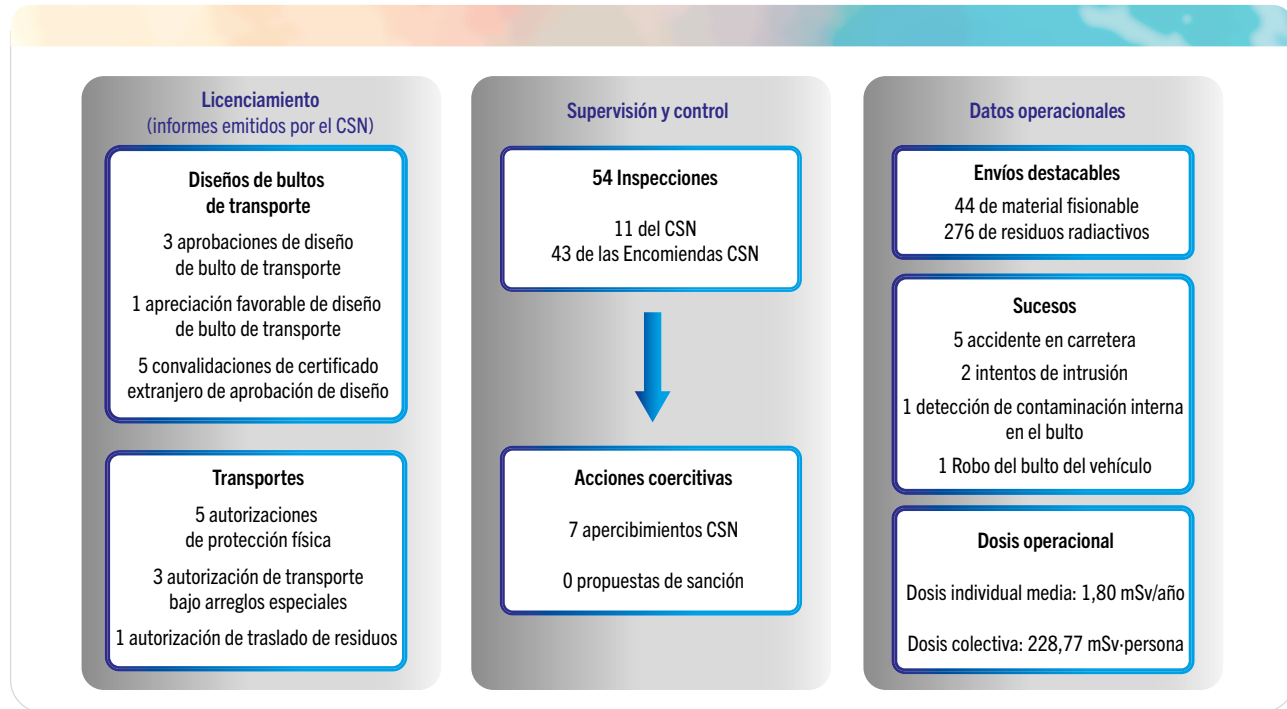 Licenciamiento
(informes emitidos por el CSN)
Diseños de bultos
de transporte
3 aprobaciones de diseño
de bulto de transporte
1 apreciación favorable de diseño
de bulto de transporte
5 convalidaciones de certificado
extranjero de aprobación de diseño
Transportes
5 autorizaciones
de protección física
3 autorización de transporte
bajo arreglos especiales
1 autorización de traslado de residuos
Supervisión y control
54 Inspecciones
11 del CSN
43 de las Encomiendas CSN
Acciones coercitivas
7 apercibimientos CSN
0 propuestas de sanción
Datos operacionales
Envíos destacables
44 de material fisionable
276 de residuos radiactivos
Sucesos
5 accidente en carretera
2 intentos de intrusión
1 detección de contaminación interna
en el bulto
1 Robo del bulto del vehículo
Dosis operacional
Dosis individual media: 1,80 mSv/año
Dosis colectiva: 228,77 mSv·persona